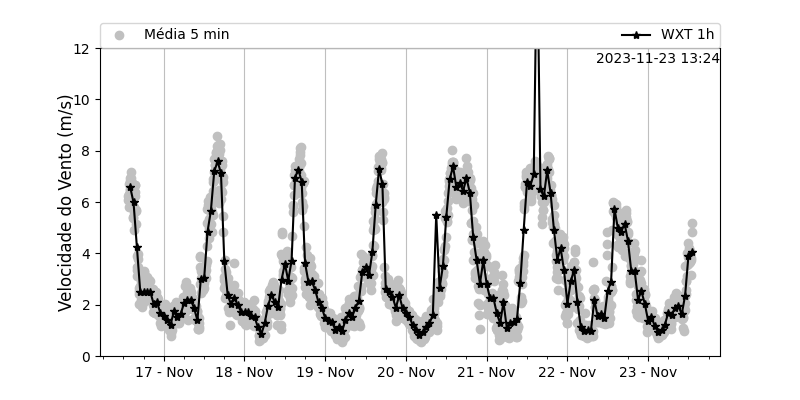 Média 5 min
WXT 1h
2023-11-23 13:24
Velocidade do Vento (m/s)
12
10
8
6
4
2
0
17 - Nov
18 - Nov
19 - Nov
20 - Nov
21 - Nov
22 - Nov
23 - Nov